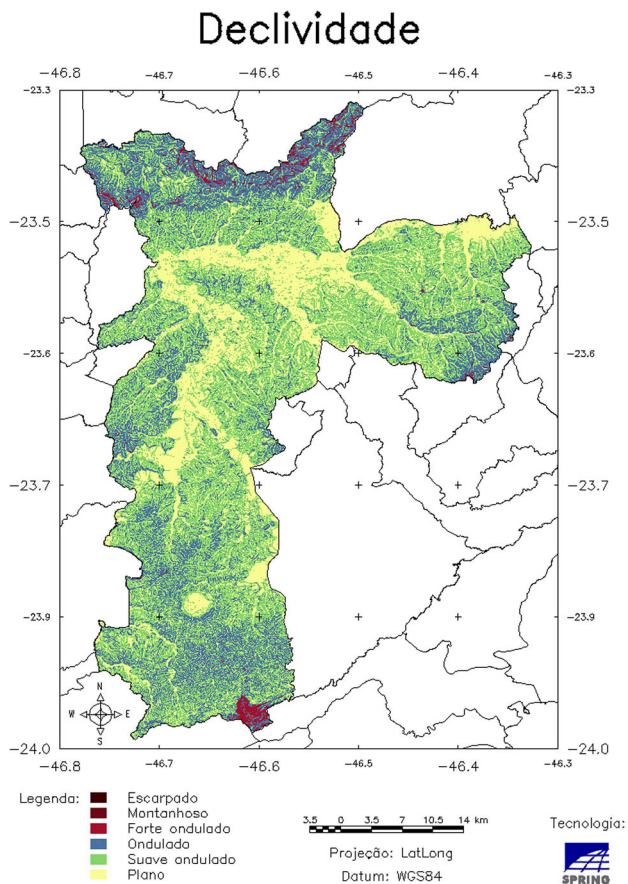 Declividade
−46.8 −46.7 −46.6 −46.5 −46.4 −46.3
−23.3 −23.3
−23.5 −23.5
−23.6 −23.6
−23.7 −23.7
−23.9 −23.9
N
W E
S
−24.0 −24.0
−46.8 −46.7 −46.6 −46.5 −46.4 −46.3
Legenda:
Escarpado
Montanhoso
Forte ondulado
Ondulado
Suave ondulado
Plano
3.5 0 3.5 7 10.5 14 km
Projeção: LatLong
Datum: WGS84
Tecnologia:
SPRING